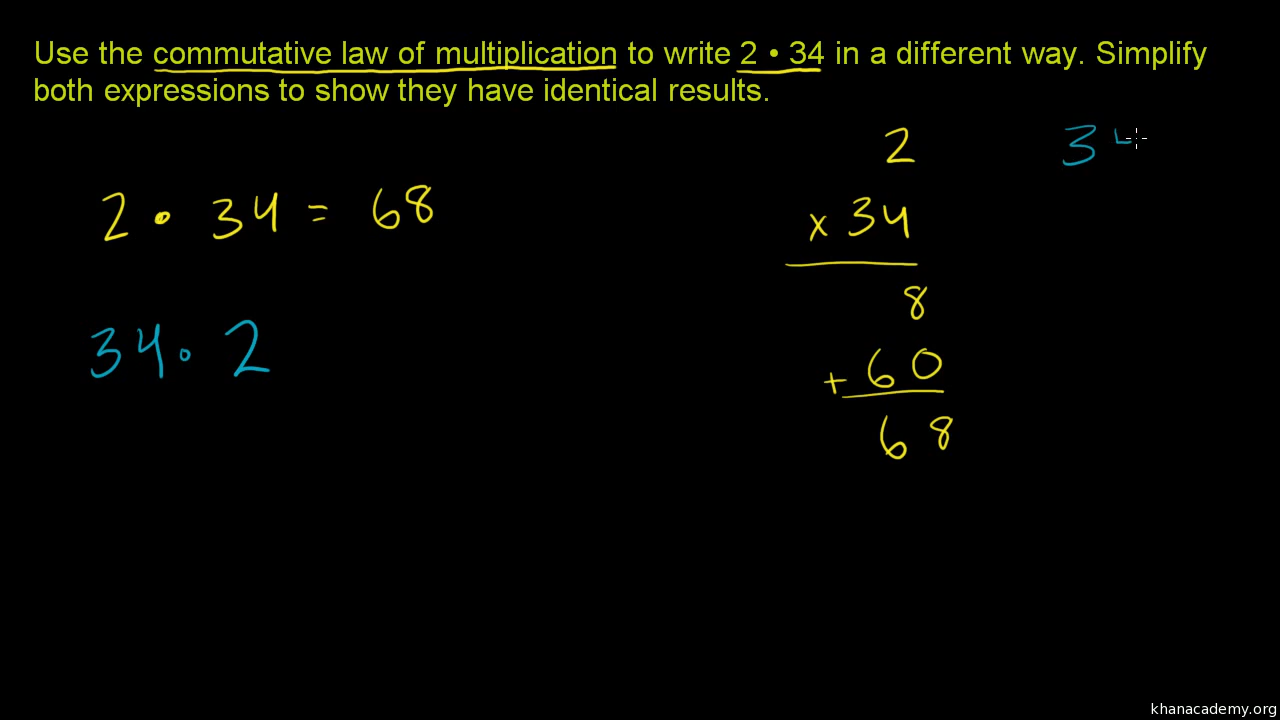 Use the commutative law of multiplication to write 2 • 34 in a different way. Simplify
both expressions to show they have identical results.
2 • 34 = 68
34 • 2
2
x 34
8
+ 60
68
34
khanacademy.org